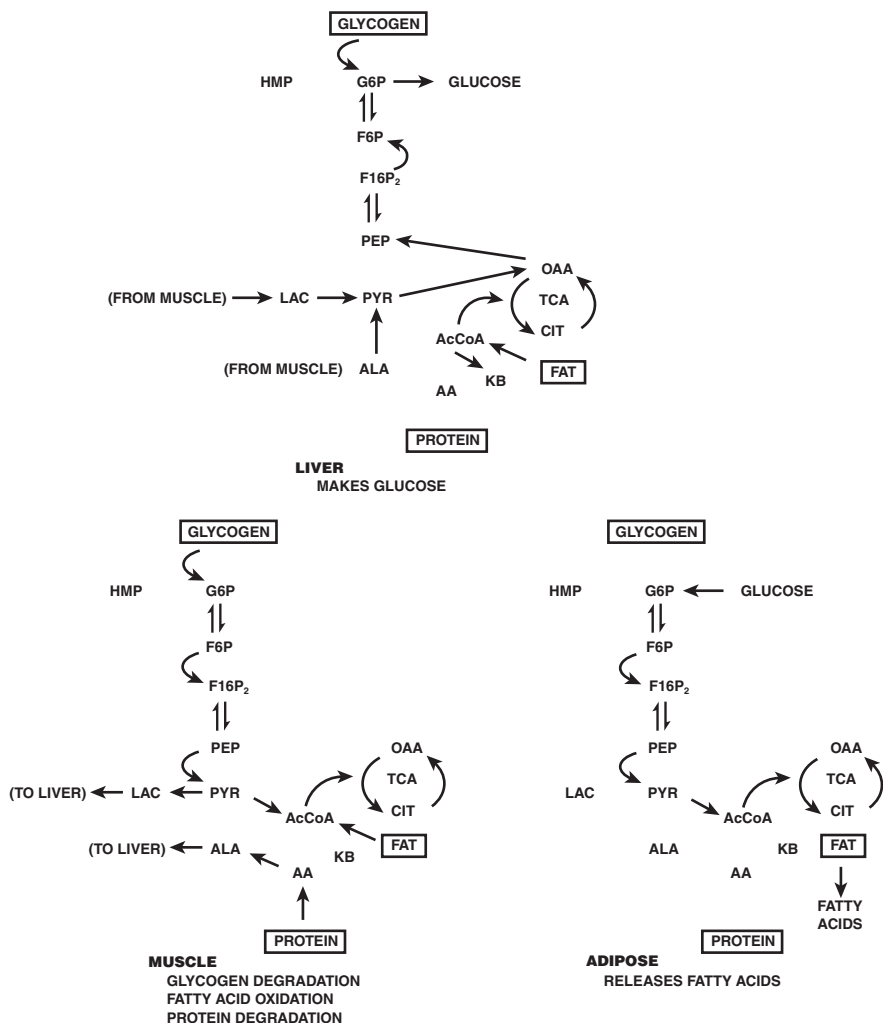 GLYCOGEN
HMP G6P GLUCOSE
F6P
F16P₂
PEP
OAA
(FROM MUSCLE) LAC PYR TCA
CIT
AcCoA
(FROM MUSCLE) ALA KB FAT
AA
PROTEIN
LIVER
MAKES GLUCOSE
GLYCOGEN
HMP G6P
F6P
F16P₂
PEP OAA
TCA
(TO LIVER) LAC PYR CIT
AcCoA
(TO LIVER) ALA KB FAT
AA
PROTEIN
MUSCLE
GLYCOGEN DEGRADATION
FATTY ACID OXIDATION
PROTEIN DEGRADATION
GLYCOGEN
HMP G6P GLUCOSE
F6P
F16P₂
PEP OAA
TCA
LAC PYR CIT
AcCoA
ALA KB FAT
AA
FATTY
ACIDS
PROTEIN
ADIPOSE
RELEASES FATTY ACIDS